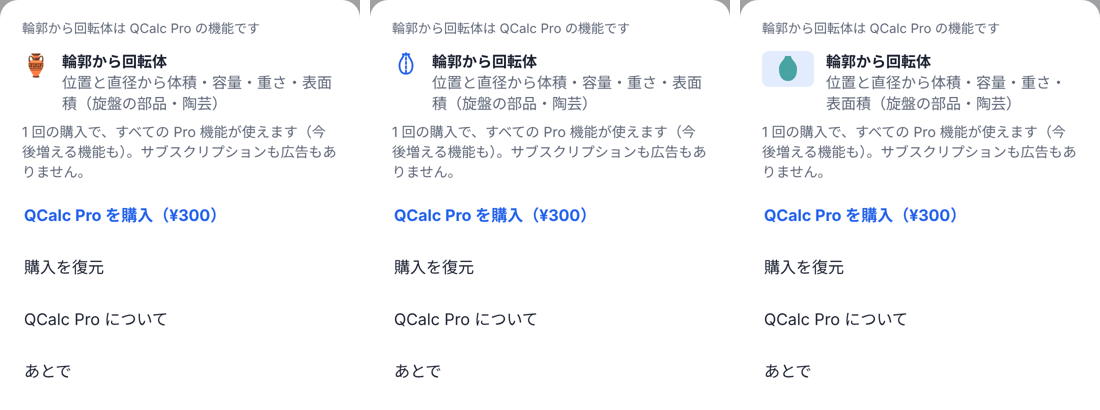 輪郭から回転体は QCalc Pro の機能です
輪郭から回転体
位置と直径から体積・容量・重さ・表面
積（旋盤の部品・陶芸）
1 回の購入で、すべての Pro 機能が使えます（今
後増える機能も）。サブスクリプションも広告もあ
りません。
QCalc Pro を購入（¥300）
購入を復元
QCalc Pro について
あとで
輪郭から回転体は QCalc Pro の機能です
輪郭から回転体
位置と直径から体積・容量・重さ・表面
積（旋盤の部品・陶芸）
1 回の購入で、すべての Pro 機能が使えます（今
後増える機能も）。サブスクリプションも広告もあ
りません。
QCalc Pro を購入（¥300）
購入を復元
QCalc Pro について
あとで
輪郭から回転体は QCalc Pro の機能です
輪郭から回転体
位置と直径から体積・容量・重さ・
表面積（旋盤の部品・陶芸）
1 回の購入で、すべての Pro 機能が使えます（今
後増える機能も）。サブスクリプションも広告もあ
りません。
QCalc Pro を購入（¥300）
購入を復元
QCalc Pro について
あとで